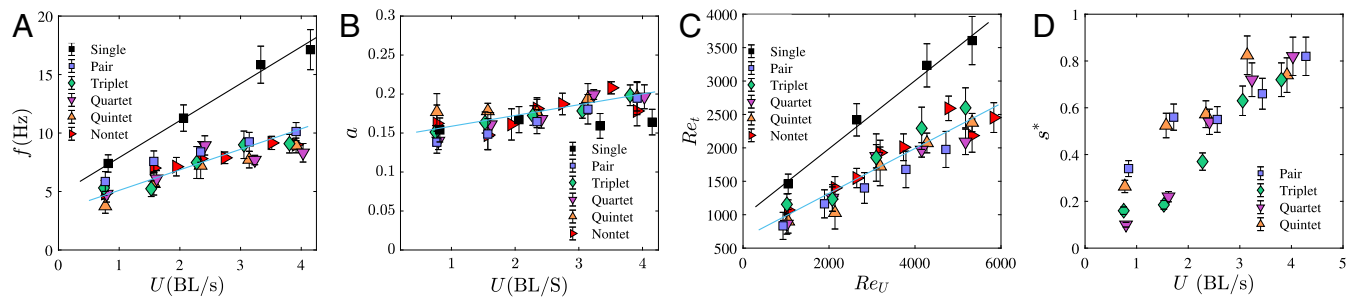 A
f(Hz)
20
15
10
5
0
Single
Pair
Triplet
Quartet
Quintet
Nontet
0 1 2 3 4
U(BL/s)
B
a
0.3
0.2
0.15
0.1
0
Single
Pair
Triplet
Quartet
Quintet
Nontet
1 2 3 4
U(BL/S)
C
Re_t
4000
3500
3000
2500
2000
1500
1000
500
Single
Pair
Triplet
Quartet
Quintet
Nontet
0 2000 4000 6000
Re_U
D
s*
1
0.8
0.6
0.4
0.2
0
Pair
Triplet
Quartet
Quintet
0 1 2 3 4 5
U (BL/s)